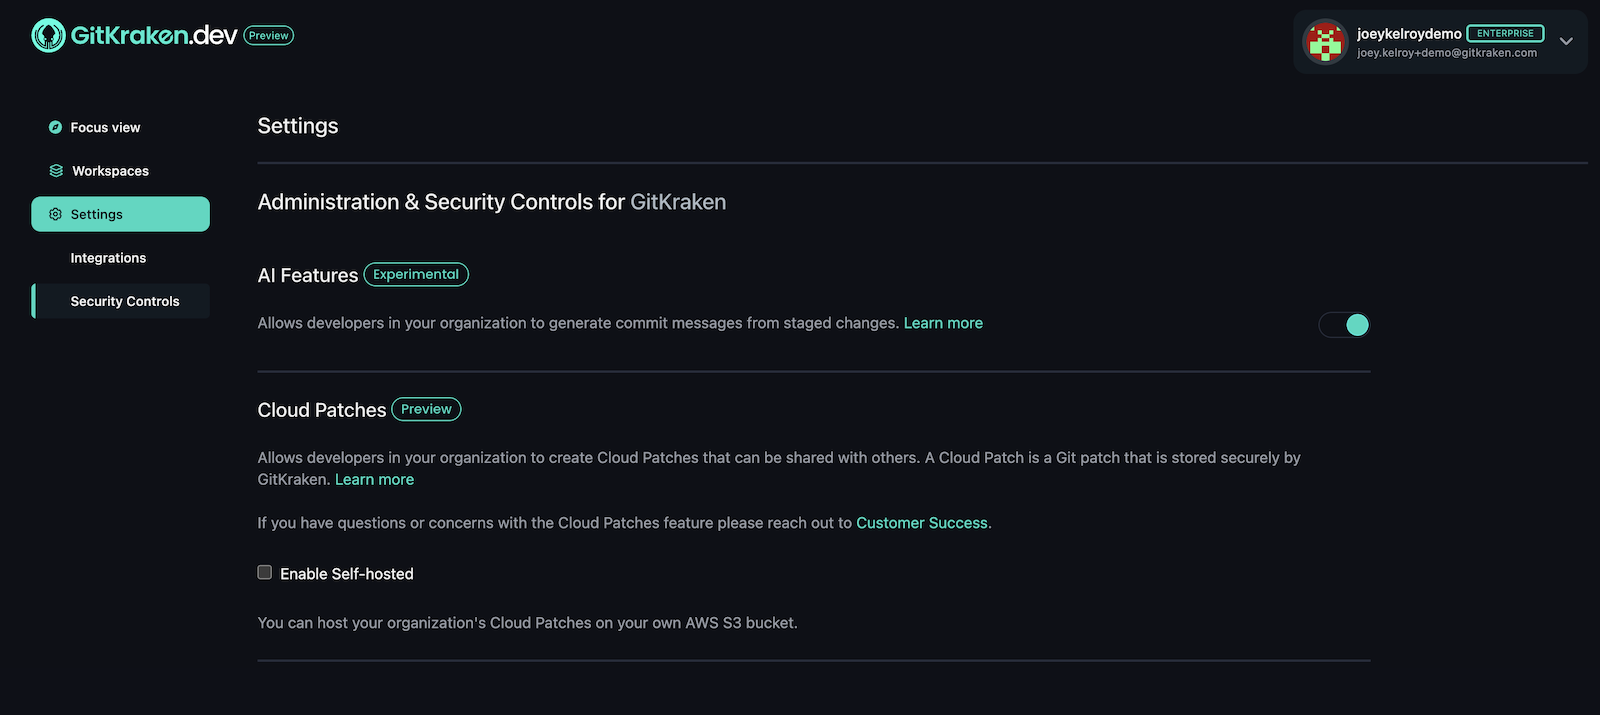 GitKraken.dev Preview
joeykelroydemo ENTERPRISE
joey.kelroy+demo@gitkraken.com
Focus view
Workspaces
Settings
Integrations
Security Controls
Settings
Administration & Security Controls for GitKraken
AI Features Experimental
Allows developers in your organization to generate commit messages from staged changes. Learn more
Cloud Patches Preview
Allows developers in your organization to create Cloud Patches that can be shared with others. A Cloud Patch is a Git patch that is stored securely by
GitKraken. Learn more
If you have questions or concerns with the Cloud Patches feature please reach out to Customer Success.
Enable Self-hosted
You can host your organization's Cloud Patches on your own AWS S3 bucket.